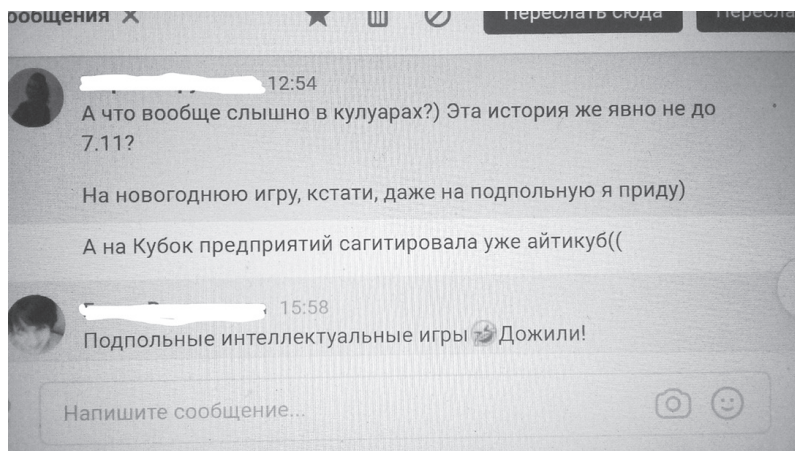 ообщения
Переслать сюда
12:54
А что вообще слышно в кулуарах?) Эта история же явно не до
7.11?
На новогоднюю игру, кстати, даже на подпольную я приду)
А на Кубок предприятий сагитировала уже айтикуб((
15:58
Подпольные интеллектуальные игры🤣Дожили!
Напишите сообщение...